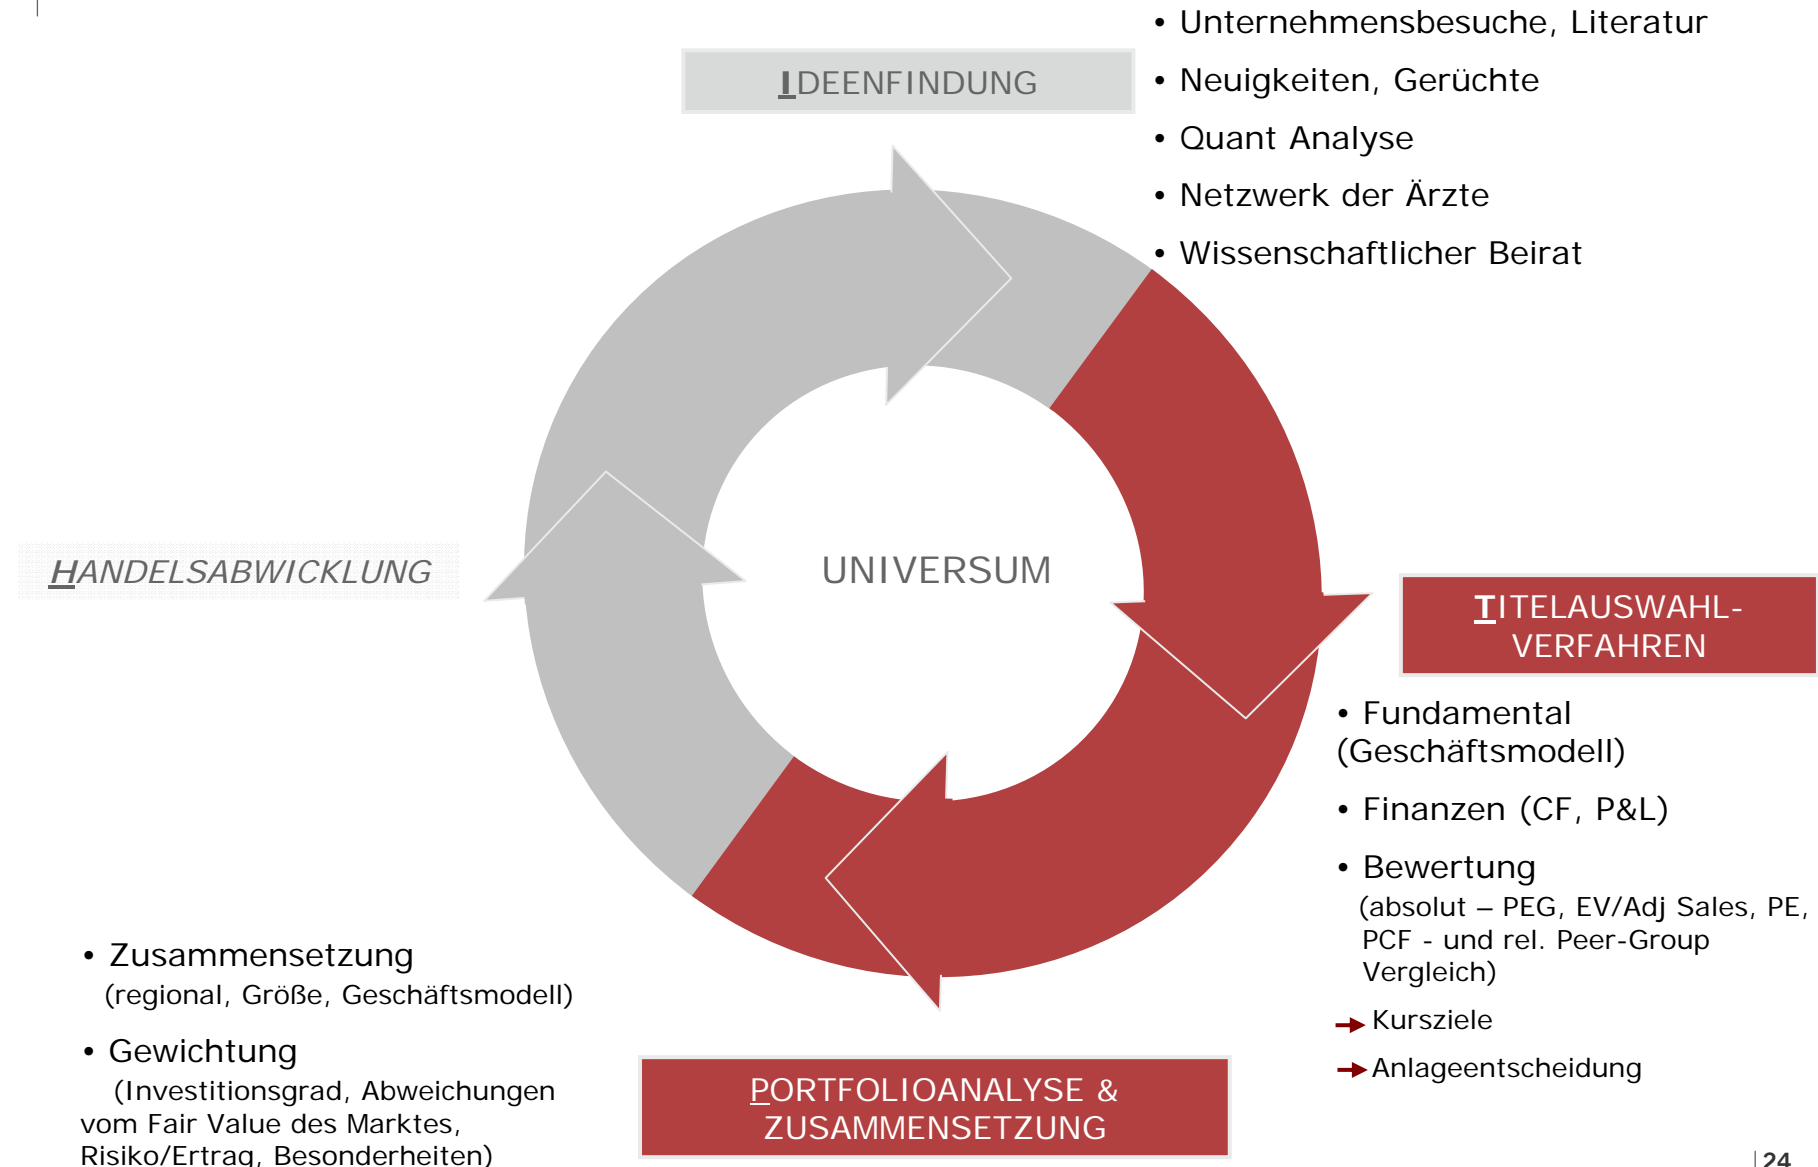 • Unternehmensbesuche, Literatur
IDEENFINDUNG
• Neuigkeiten, Gerüchte
• Quant Analyse
• Netzwerk der Ärzte
• Wissenschaftlicher Beirat
HANDELSABWICKLUNG
UNIVERSUM
TITELAUSWAHL-
VERFAHREN
• Fundamental
(Geschäftsmodell)
• Finanzen (CF, P&L)
• Bewertung
(absolut – PEG, EV/Adj Sales, PE,
PCF - und rel. Peer-Group
Vergleich)
Kursziele
Anlageentscheidung
• Zusammensetzung
(regional, Größe, Geschäftsmodell)
• Gewichtung
(Investitionsgrad, Abweichungen
vom Fair Value des Marktes,
Risiko/Ertrag, Besonderheiten)
PORTFOLIOANALYSE &
ZUSAMMENSETZUNG
24